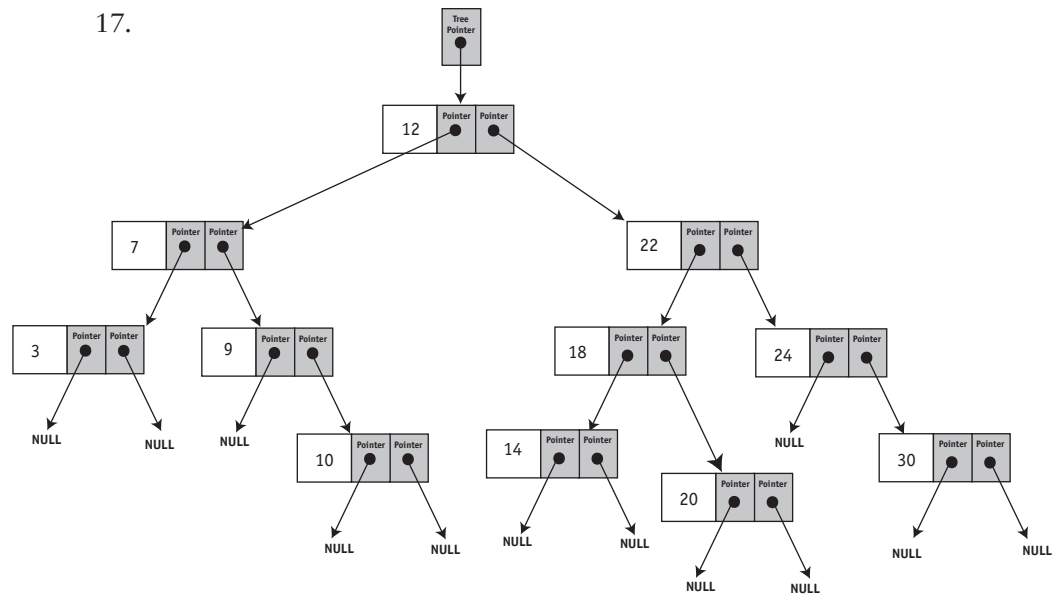 17.
Tree
Pointer
12 Pointer Pointer
7 Pointer Pointer
22 Pointer Pointer
3 Pointer Pointer
9 Pointer Pointer
18 Pointer Pointer
24 Pointer Pointer
NULL NULL NULL NULL
10 Pointer Pointer
14 Pointer Pointer
20 Pointer Pointer
30 Pointer Pointer
NULL NULL NULL NULL NULL NULL
NULL NULL